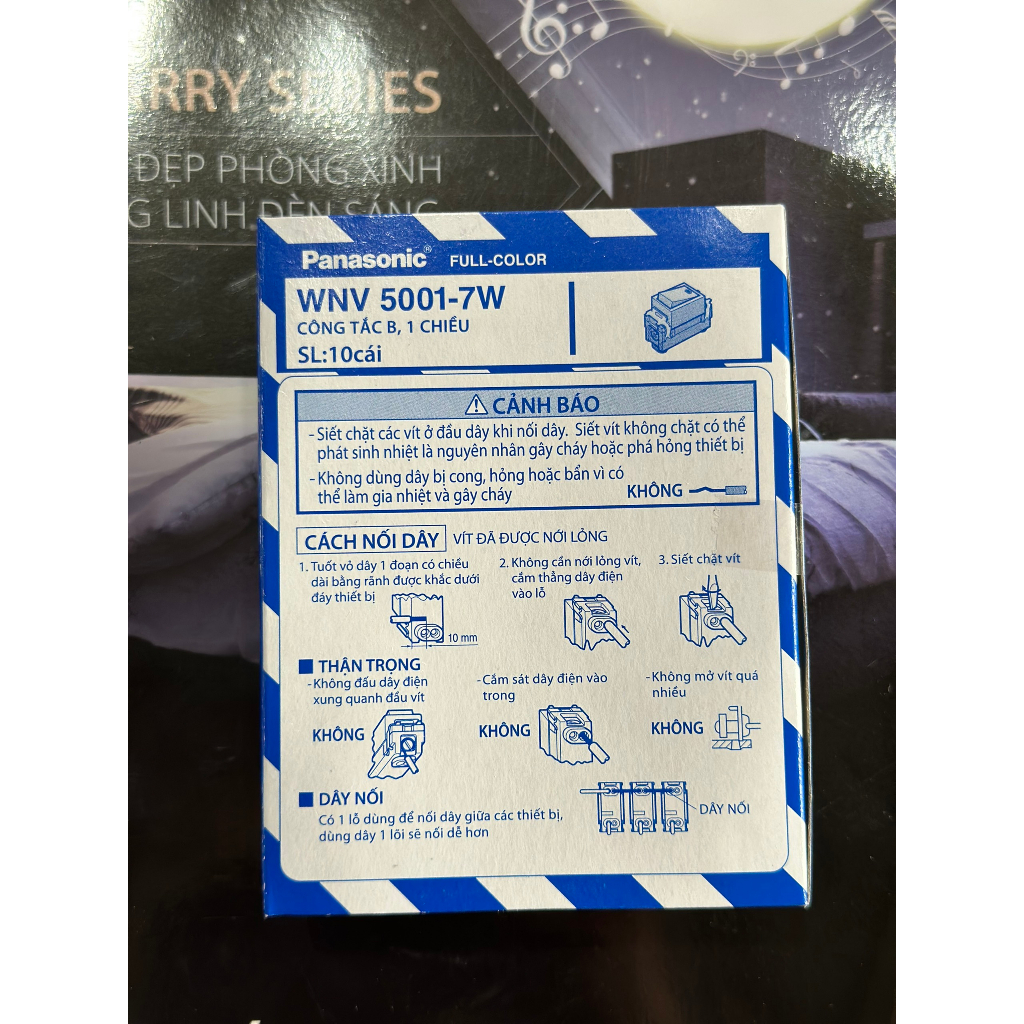 RRY SERIES
ĐẸP PHÒNG XINH
G LINH ĐÈN SÁNG
Panasonic® FULL-COLOR
WNV 5001-7W
CÔNG TẮC B, 1 CHIỀU
SL:10cái
CẢNH BÁO
- Siết chặt các vít ở đầu dây khi nối dây. Siết vít không chặt có thể
phát sinh nhiệt là nguyên nhân gây cháy hoặc phá hỏng thiết bị
- Không dùng dây bị cong, hỏng hoặc bẩn vì có
thể làm gia nhiệt và gây cháy
KHÔNG
CÁCH NỐI DÂY VÍT ĐÃ ĐƯỢC NỚI LỎNG
1. Tuốt vỏ dây 1 đoạn có chiều
dài bằng rãnh được khắc dưới
đáy thiết bị
10 mm
2. Không cần nới lỏng vít,
cắm thẳng dây điện
vào lỗ
3. Siết chặt vít
THẬN TRỌNG
- Không đấu dây điện
xung quanh đầu vít
KHÔNG
- Cắm sát dây điện vào
trong
KHÔNG
- Không mở vít quá
nhiều
KHÔNG
DÂY NỐI
Có 1 lỗ dùng để nối dây giữa các thiết bị,
dùng dây 1 lõi sẽ nối dễ hơn
DÂY NỐI